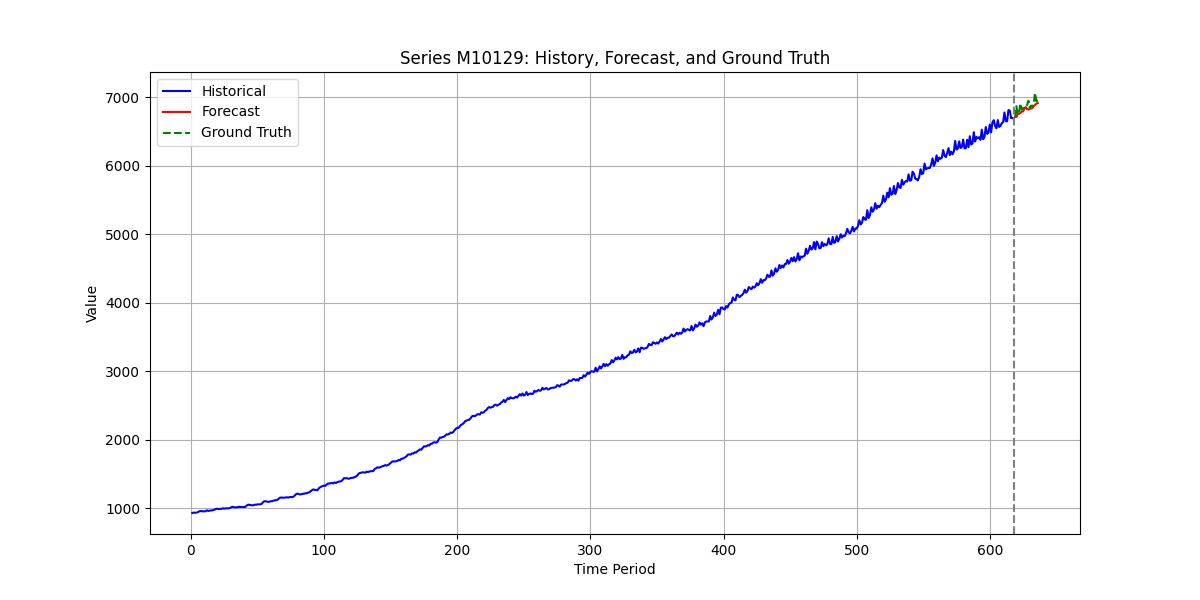 Series M10129: History, Forecast, and Ground Truth
Historical
Forecast
Ground Truth
7000
6000
5000
4000
3000
2000
1000
Value
0 100 200 300 400 500 600
Time Period